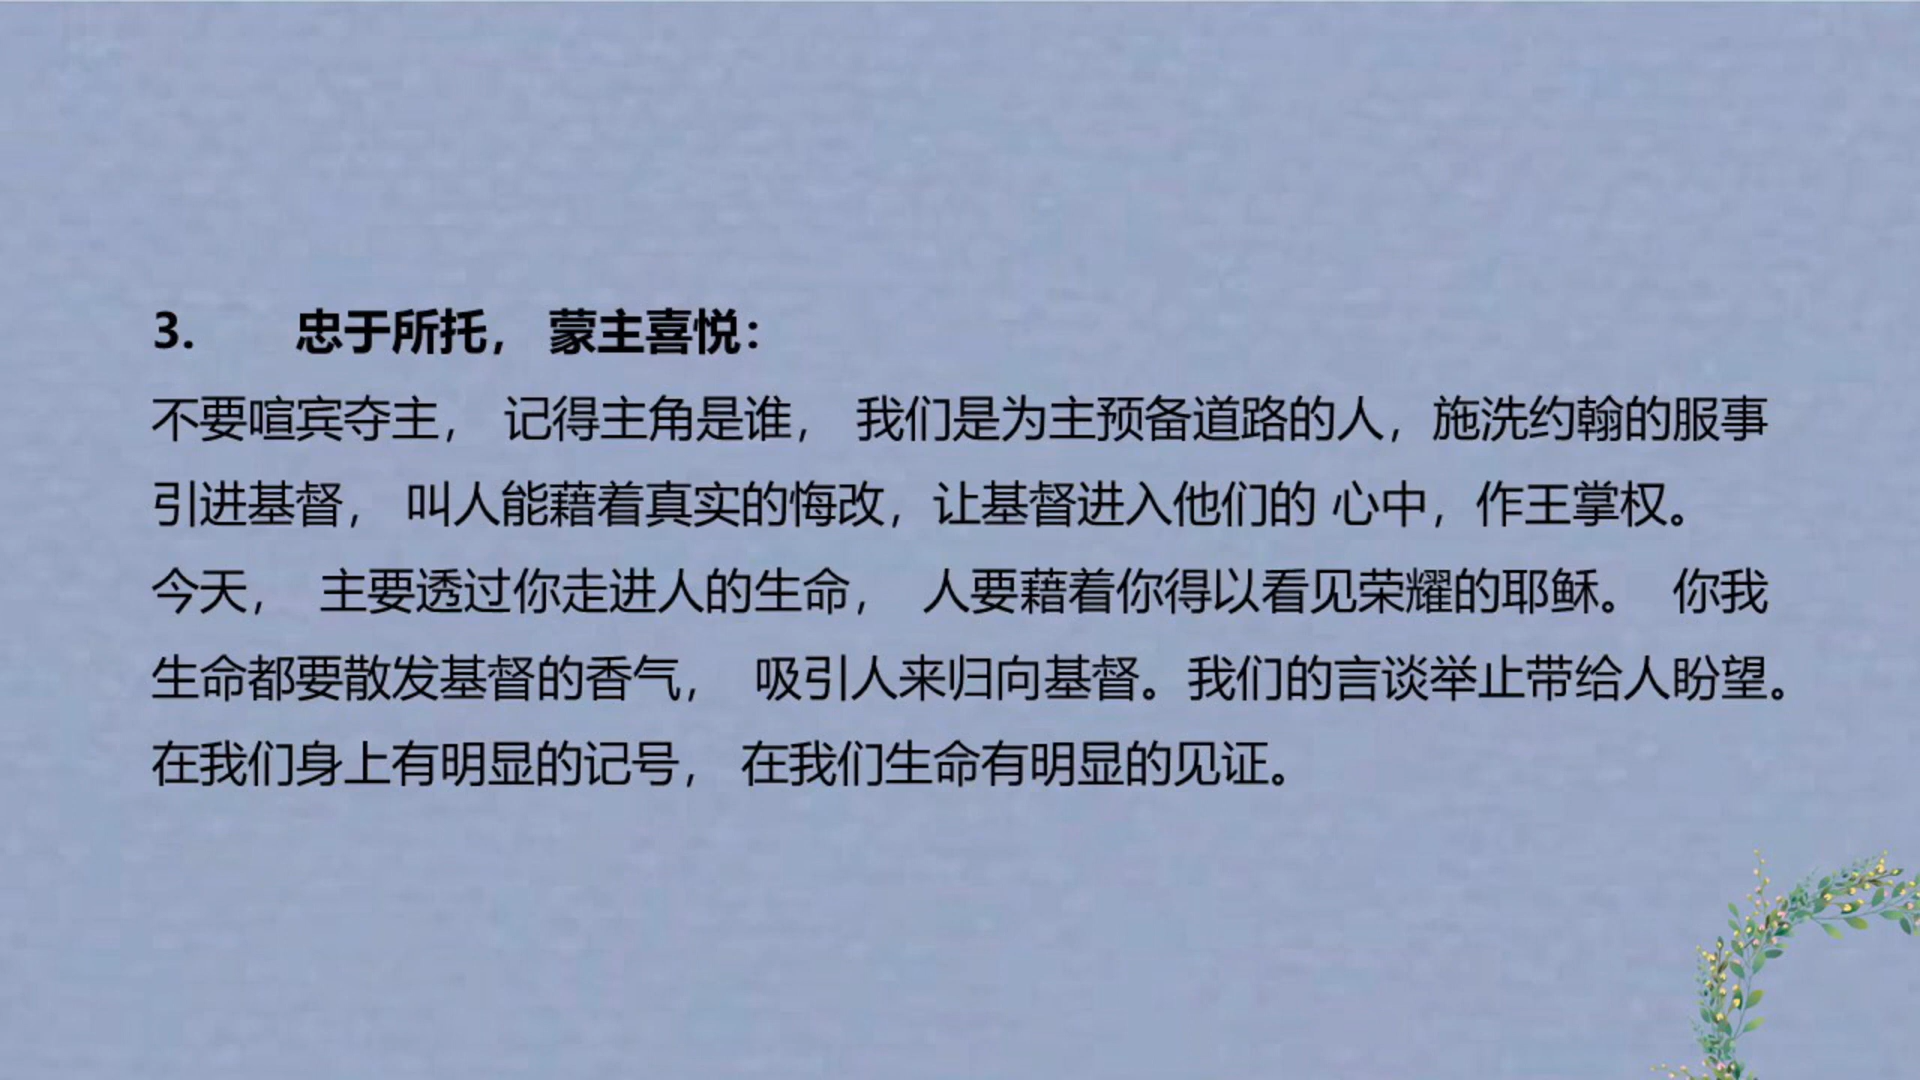 3. 忠于所托， 蒙主喜悦：
不要喧宾夺主， 记得主角是谁， 我们是为主预备道路的人，施洗约翰的服事
引进基督， 叫人能藉着真实的悔改，让基督进入他们的 心中，作王掌权。
今天， 主要透过你走进人的生命， 人要藉着你得以看见荣耀的耶稣。 你我
生命都要散发基督的香气， 吸引人来归向基督。我们的言谈举止带给人盼望。
在我们身上有明显的记号， 在我们生命有明显的见证。